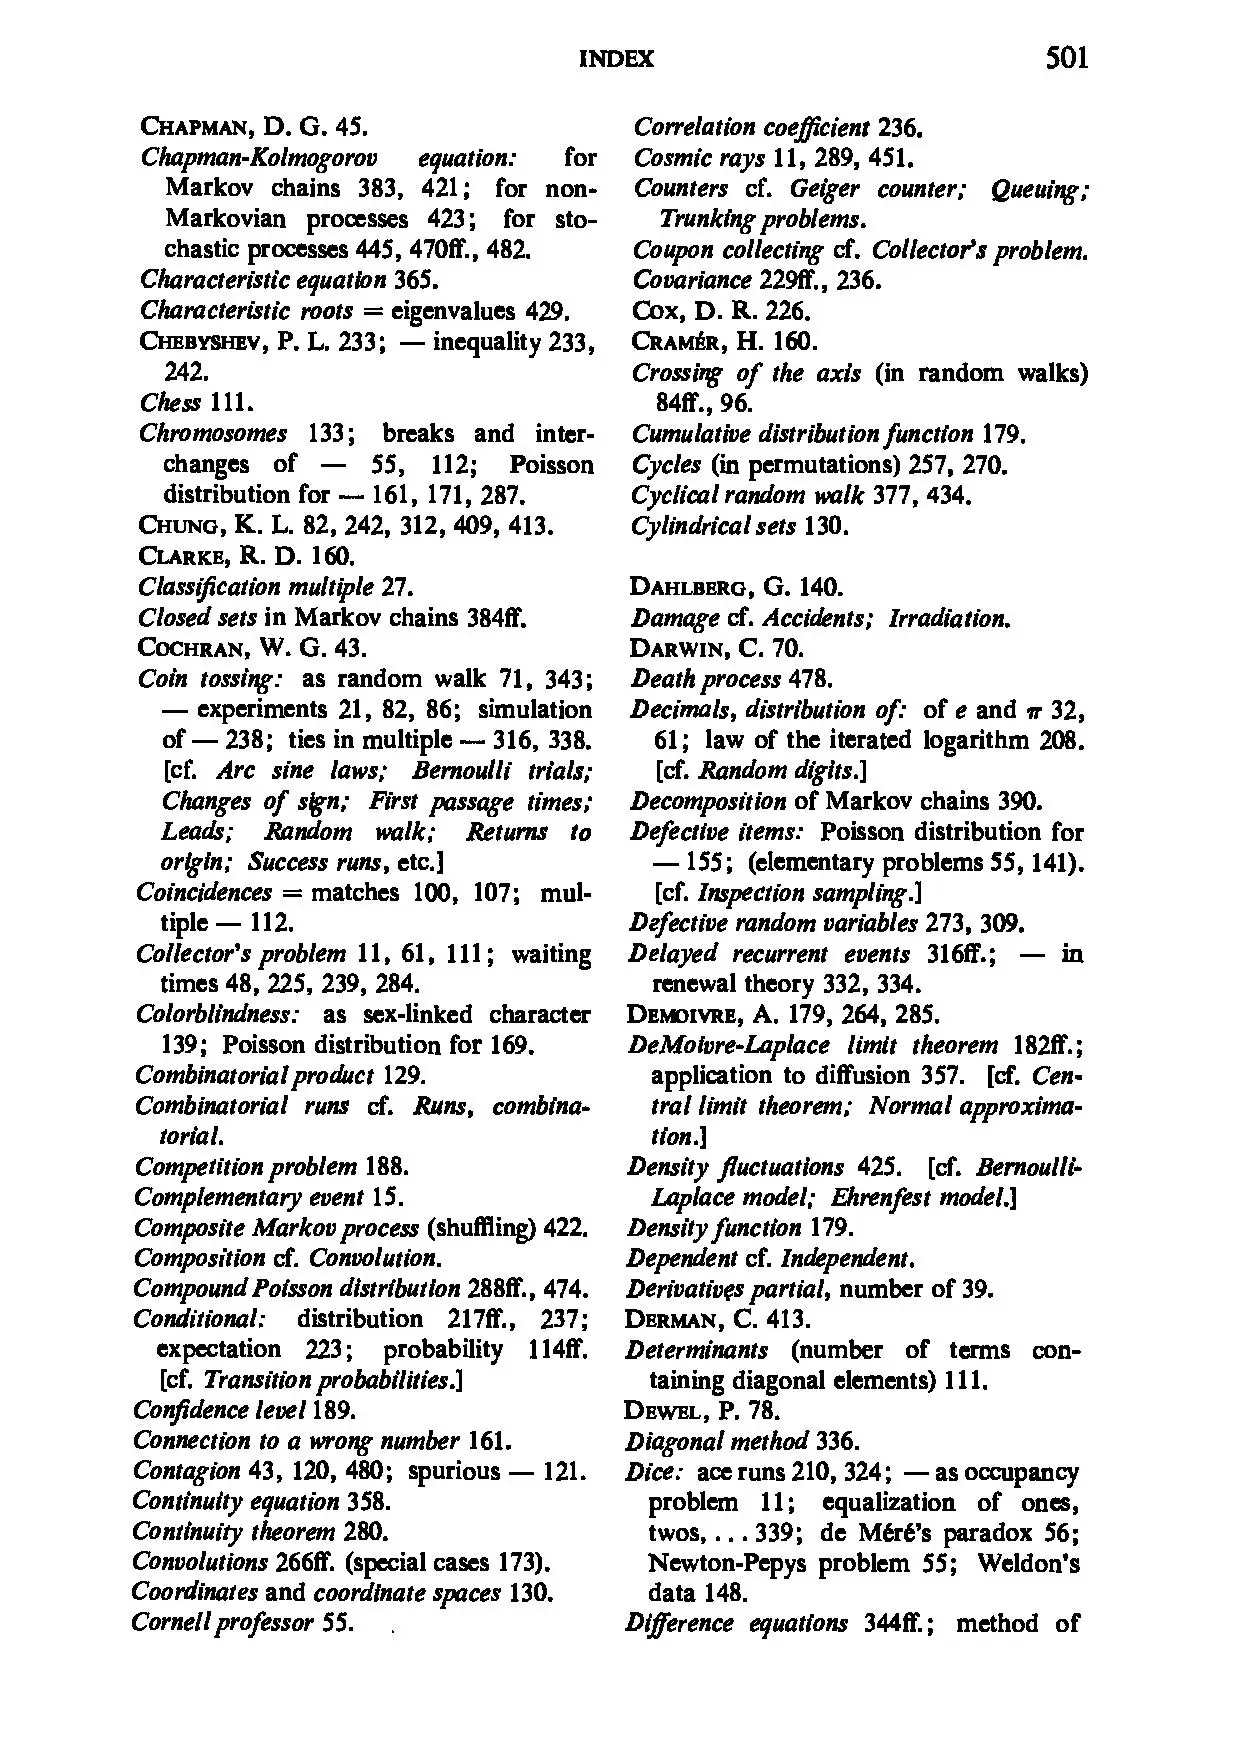 INDEX 501
CHAPMAN, D. G. 45.
Chapman-Kolmogorov equation: for
Markov chains 383, 421; for non-
Markovian processes 423; for sto-
chastic processes 445, 470ff., 482.
Characteristic equation 365.
Characteristic roots = eigenvalues 429.
CHEBYSHEV, P. L. 233; — inequality 233,
242.
Chess 111.
Chromosomes 133; breaks and inter-
changes of — 55, 112; Poisson
distribution for — 161, 171, 287.
CHUNG, K. L. 82, 242, 312, 409, 413.
CLARKE, R. D. 160.
Classification multiple 27.
Closed sets in Markov chains 384ff.
COCHRAN, W. G. 43.
Coin tossing: as random walk 71, 343;
— experiments 21, 82, 86; simulation
of — 238; ties in multiple — 316, 338.
[cf. Arc sine laws; Bernoulli trials;
Changes of sign; First passage times;
Leads; Random walk; Returns to
origin; Success runs, etc.]
Coincidences = matches 100, 107; mul-
tiple — 112.
Collector's problem 11, 61, 111; waiting
times 48, 225, 239, 284.
Colorblindness: as sex-linked character
139; Poisson distribution for 169.
Combinatorial product 129.
Combinatorial runs cf. Runs, combina-
torial.
Competition problem 188.
Complementary event 15.
Composite Markov process (shuffling) 422.
Composition cf. Convolution.
Compound Poisson distribution 288ff., 474.
Conditional: distribution 217ff., 237;
expectation 223; probability 114ff.
[cf. Transition probabilities.]
Confidence level 189.
Connection to a wrong number 161.
Contagion 43, 120, 480; spurious — 121.
Continuity equation 358.
Continuity theorem 280.
Convolutions 266ff. (special cases 173).
Coordinates and coordinate spaces 130.
Cornell professor 55.
Correlation coefficient 236.
Cosmic rays 11, 289, 451.
Counters cf. Geiger counter; Queuing;
Trunking problems.
Coupon collecting cf. Collector's problem.
Covariance 229ff., 236.
COX, D. R. 226.
CRAMÉR, H. 160.
Crossing of the axis (in random walks)
84ff., 96.
Cumulative distribution function 179.
Cycles (in permutations) 257, 270.
Cyclical random walk 377, 434.
Cylindrical sets 130.
DAHLBERG, G. 140.
Damage cf. Accidents; Irradiation.
DARWIN, C. 70.
Death process 478.
Decimals, distribution of: of e and π 32,
61; law of the iterated logarithm 208.
[cf. Random digits.]
Decomposition of Markov chains 390.
Defective items: Poisson distribution for
— 155; (elementary problems 55, 141).
[cf. Inspection sampling.]
Defective random variables 273, 309.
Delayed recurrent events 316ff.; — in
renewal theory 332, 334.
DEMOIVRE, A. 179, 264, 285.
DeMoivre-Laplace limit theorem 182ff.;
application to diffusion 357. [cf. Cen-
tral limit theorem; Normal approxima-
tion.]
Density fluctuations 425. [cf. Bernoulli-
Laplace model; Ehrenfest model.]
Density function 179.
Dependent cf. Independent.
Derivatives partial, number of 39.
DERMAN, C. 413.
Determinants (number of terms con-
taining diagonal elements) 111.
DEWEL, P. 78.
Diagonal method 336.
Dice: ace runs 210, 324; — as occupancy
problem 11; equalization of ones,
twos, . . . 339; de Méré's paradox 56;
Newton-Pepys problem 55; Weldon's
data 148.
Difference equations 344ff.; method of